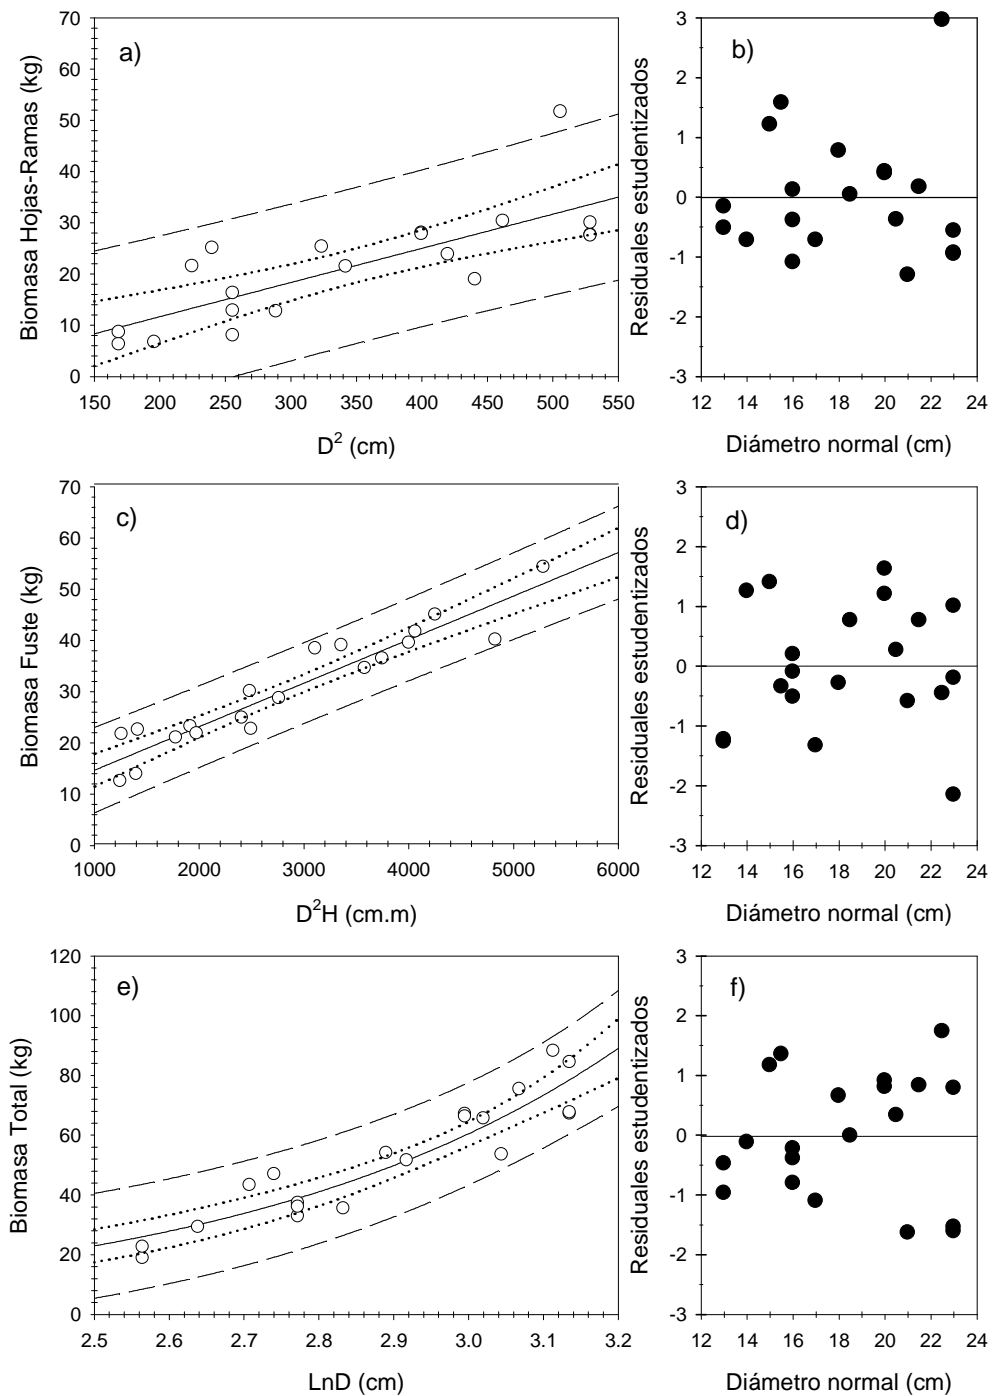 70
60
50
40
30
20
10
0
Biomasa Hojas-Ramas (kg)
a)
150 200 250 300 350 400 450 500 550
D² (cm)
3
2
1
0
-1
-2
-3
Residuales estudentizados
b)
12 14 16 18 20 22 24
Diámetro normal (cm)
70
60
50
40
30
20
10
0
Biomasa Fuste (kg)
c)
1000 2000 3000 4000 5000 6000
D²H (cm.m)
3
2
1
0
-1
-2
-3
Residuales estudentizados
d)
12 14 16 18 20 22 24
Diámetro normal (cm)
120
100
80
60
40
20
0
Biomasa Total (kg)
e)
2.5 2.6 2.7 2.8 2.9 3.0 3.1 3.2
LnD (cm)
3
2
1
0
-1
-2
-3
Residuales estudentizados
f)
12 14 16 18 20 22 24
Diámetro normal (cm)